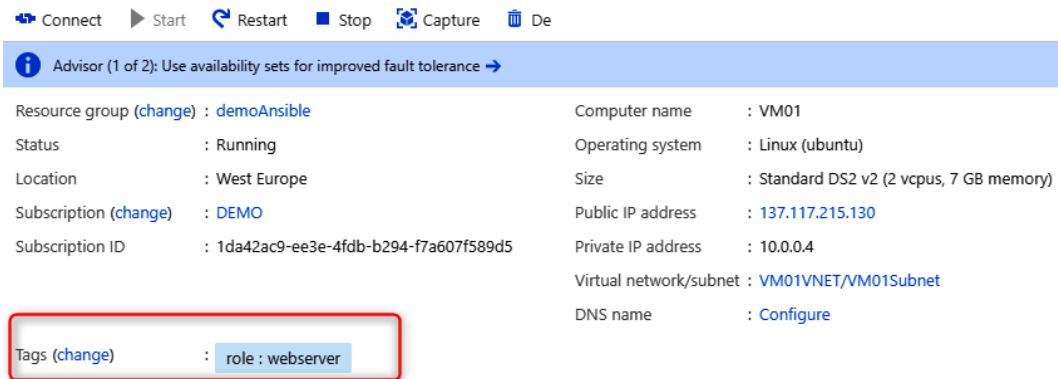 Connect Start Restart Stop Capture De
Advisor (1 of 2): Use availability sets for improved fault tolerance →
Resource group (change) : demoAnsible
Status : Running
Location : West Europe
Subscription (change) : DEMO
Subscription ID : 1da42ac9-ee3e-4fdb-b294-f7a607f589d5
Tags (change) : role : webserver
Computer name : VM01
Operating system : Linux (ubuntu)
Size : Standard DS2 v2 (2 vcpus, 7 GB memory)
Public IP address : 137.117.215.130
Private IP address : 10.0.0.4
Virtual network/subnet : VM01VNET/VM01Subnet
DNS name : Configure